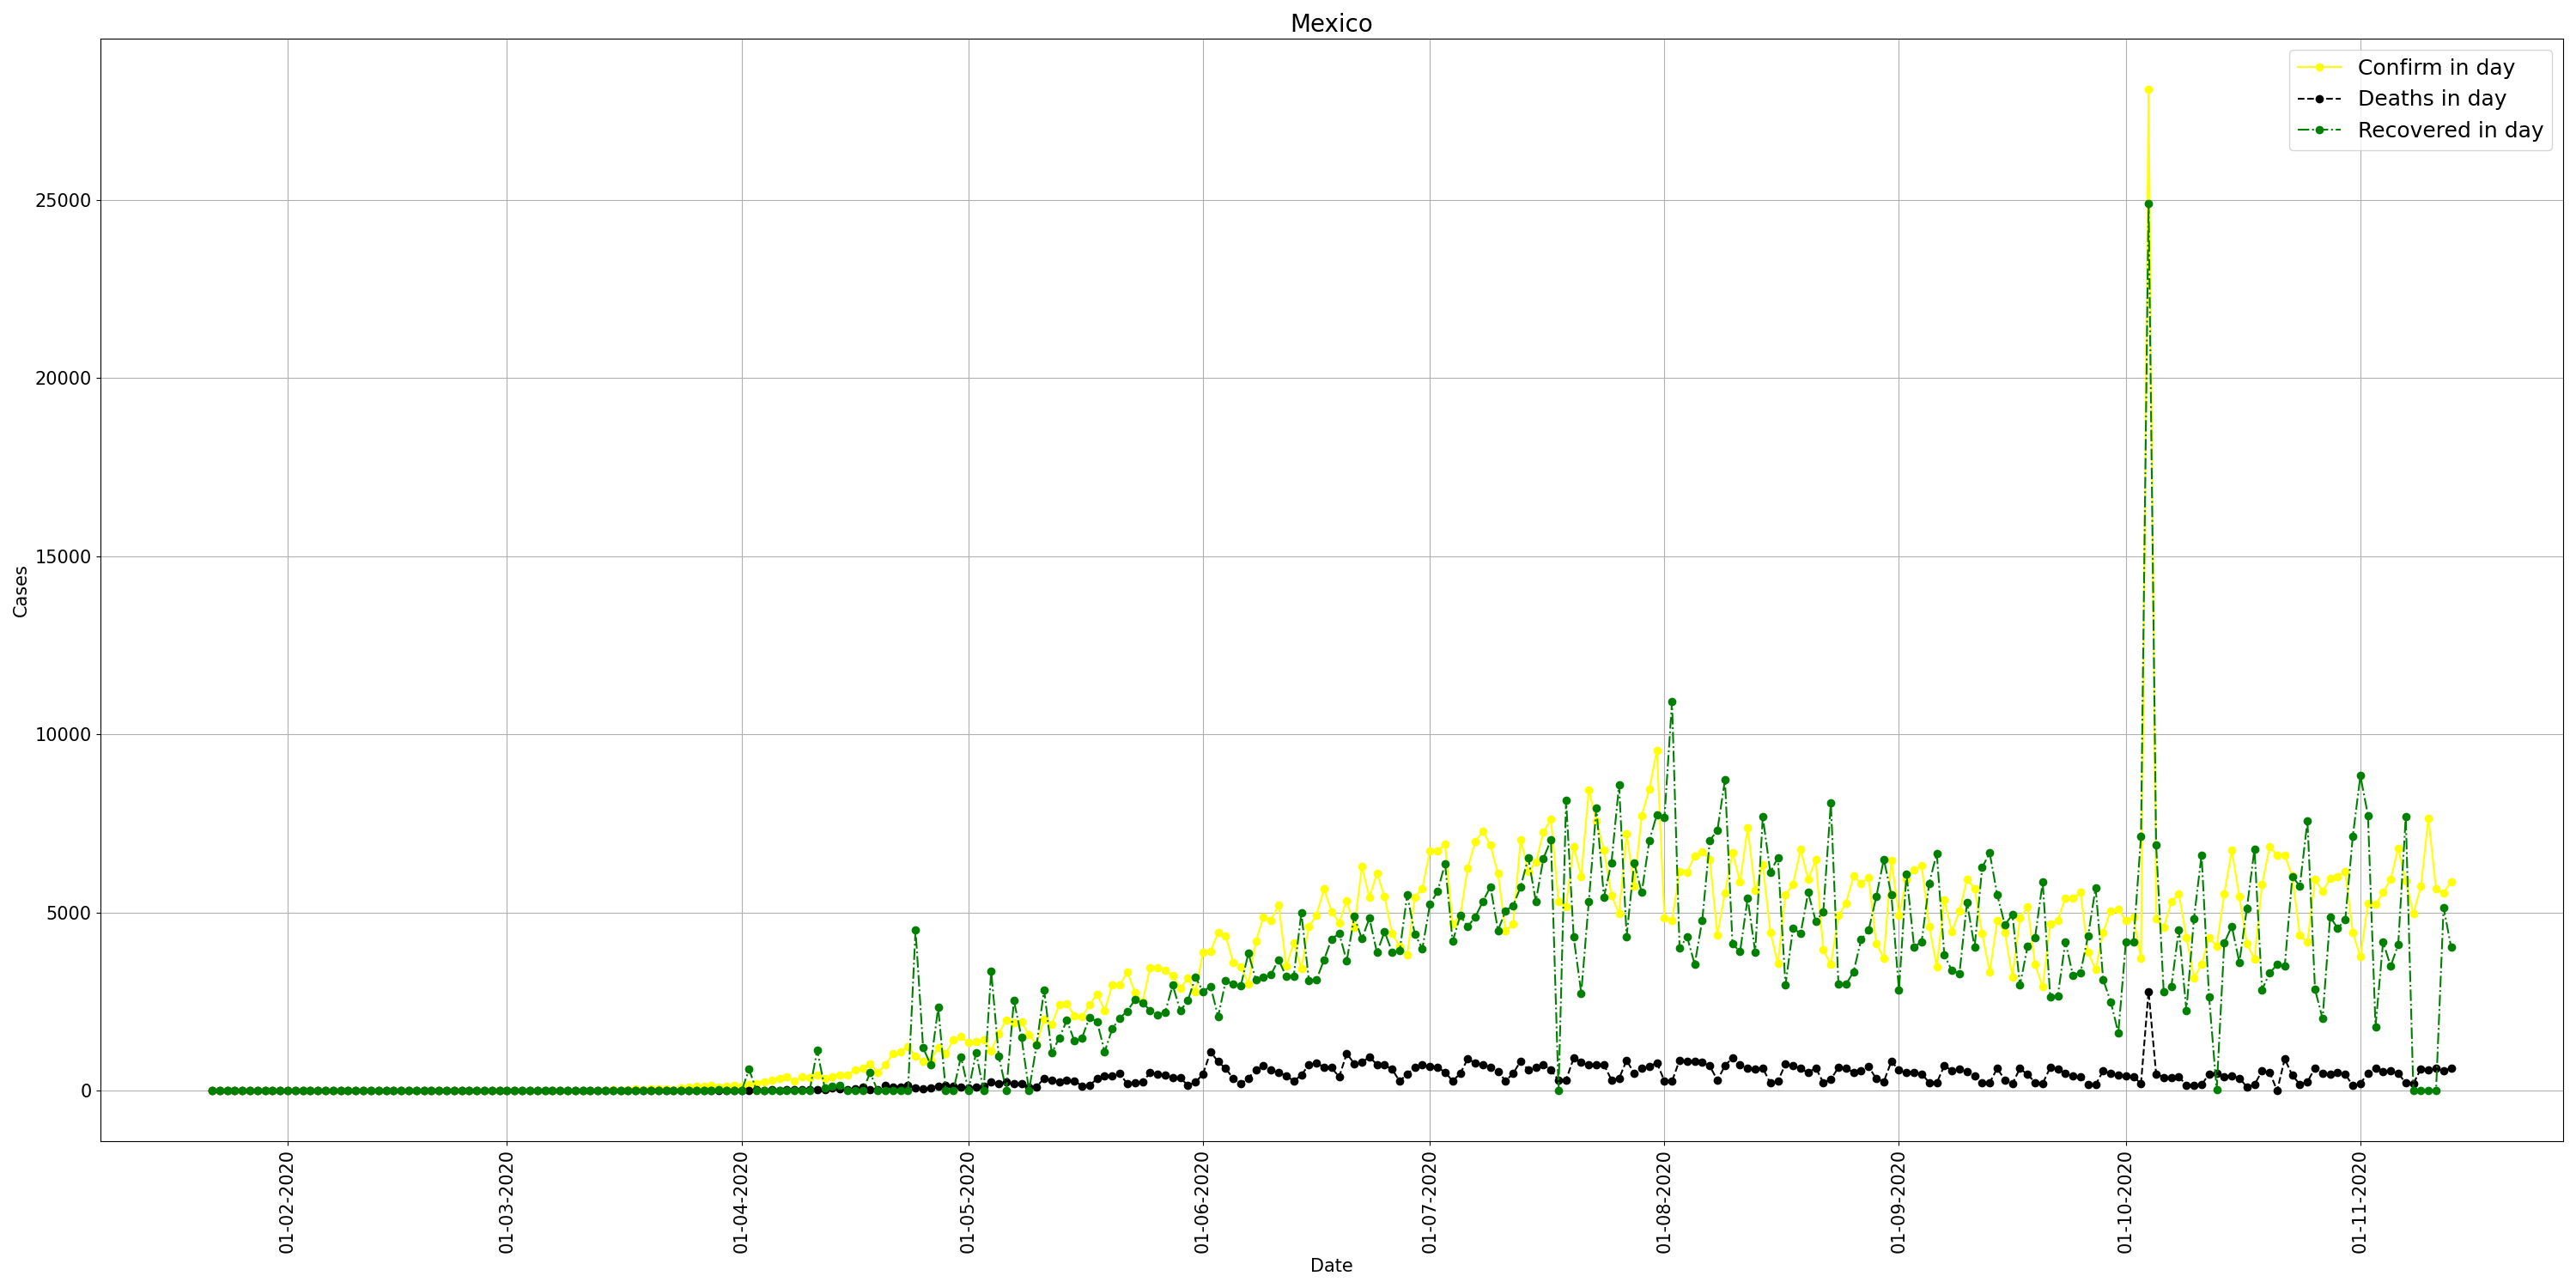 Mexico
Confirm in day
Deaths in day
Recovered in day
25000
20000
15000
10000
5000
0
Cases
01-02-2020
01-03-2020
01-04-2020
01-05-2020
01-06-2020
01-07-2020
01-08-2020
01-09-2020
01-10-2020
01-11-2020
Date